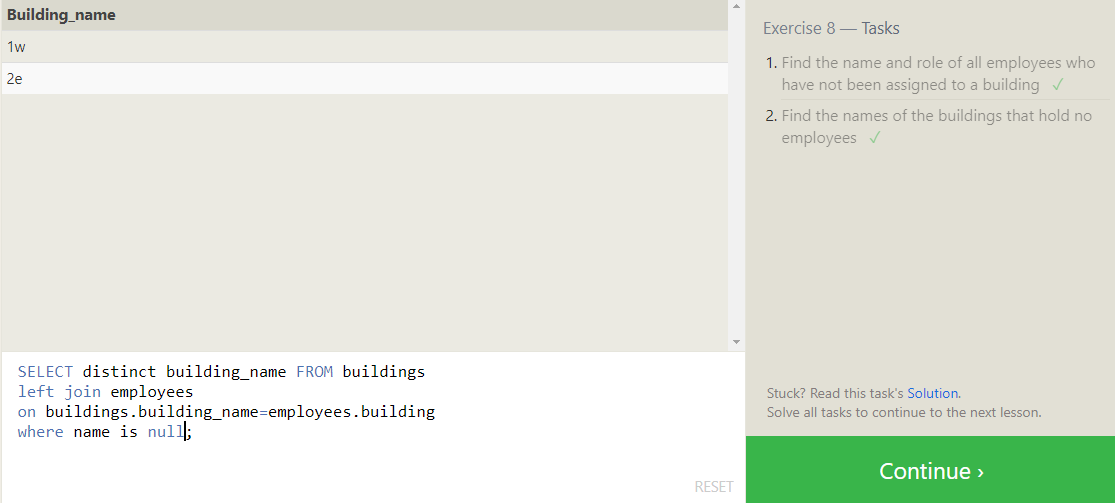 Building_name
1w
2e
SELECT distinct building_name FROM buildings
left join employees
on buildings.building_name=employees.building
where name is null;
RESET
Exercise 8 — Tasks
1. Find the name and role of all employees who
have not been assigned to a building ✓
2. Find the names of the buildings that hold no
employees ✓
Stuck? Read this task's Solution.
Solve all tasks to continue to the next lesson.
Continue ›